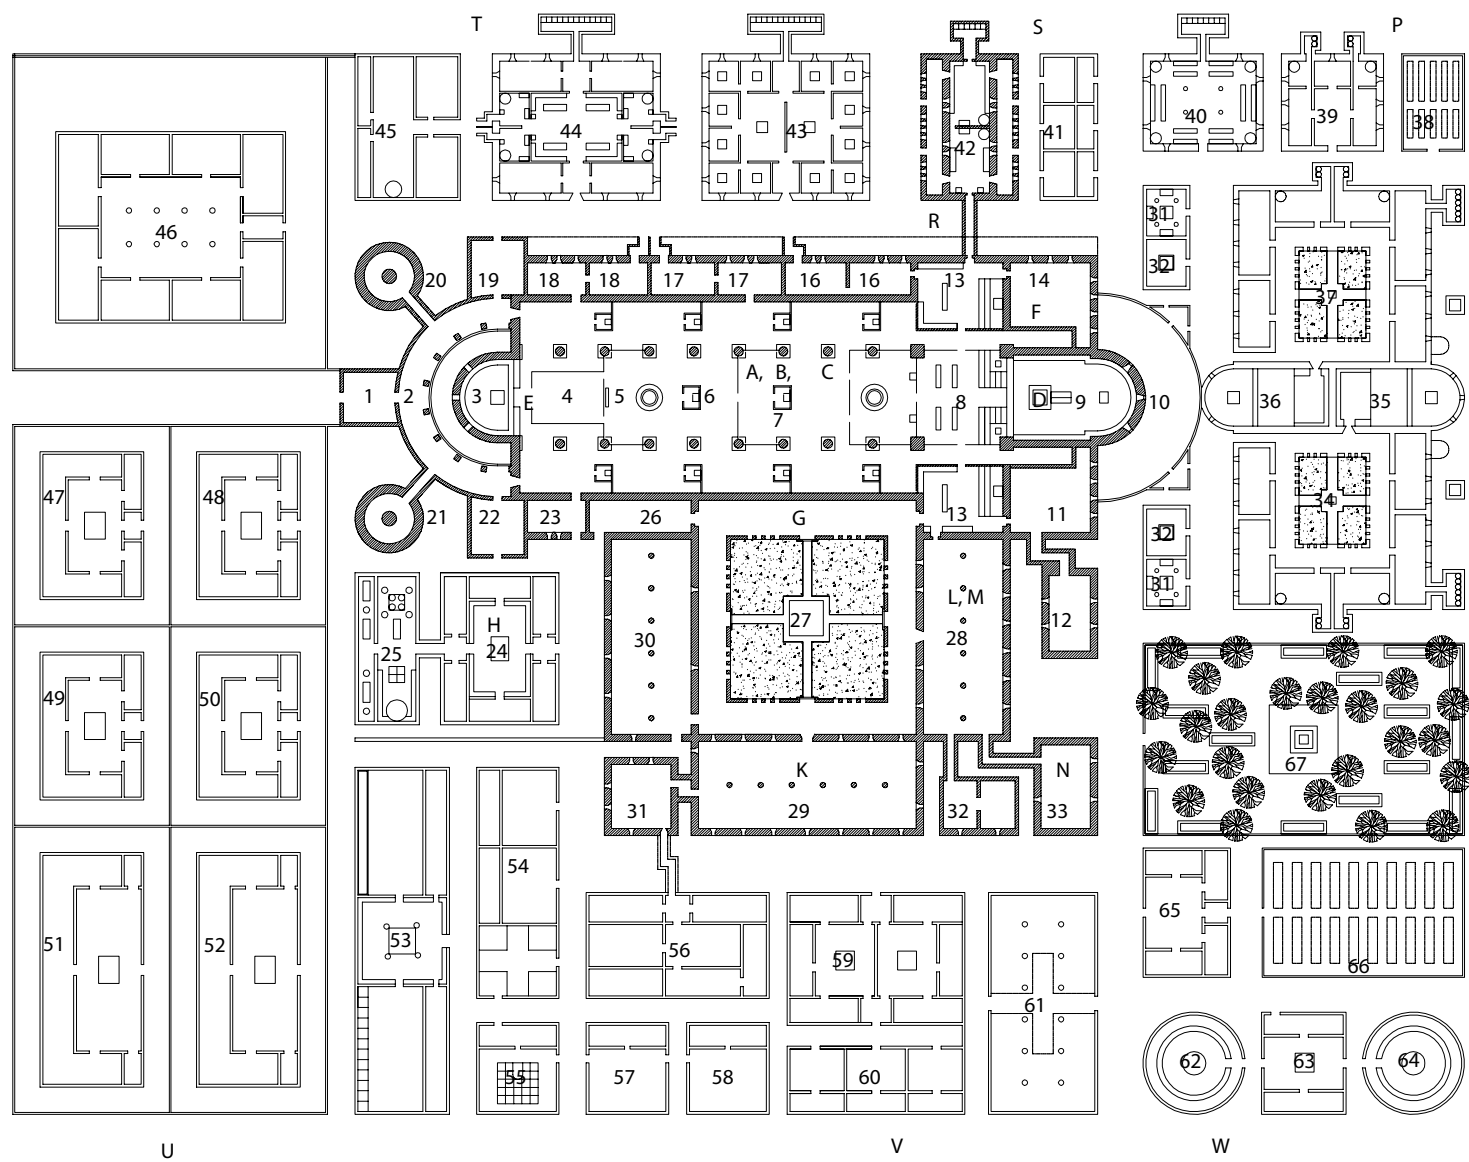 T S P
44 43 42 41 40 39 38
45
46
R
31
32
37
20 19 18 18 17 17 16 16 13 14
F
1 2 3 E 4 5 6 A, B, C 7 8 D 9 10 36 35
47 48
21 22 23 26 G 13 11
34
32
31
H
25 24 30 27 L, M 28 12
49 50
K N
31 29 32 33
67
54
51 52 53 56 59 61 65 66
55 57 58 60 62 63 64
U V W